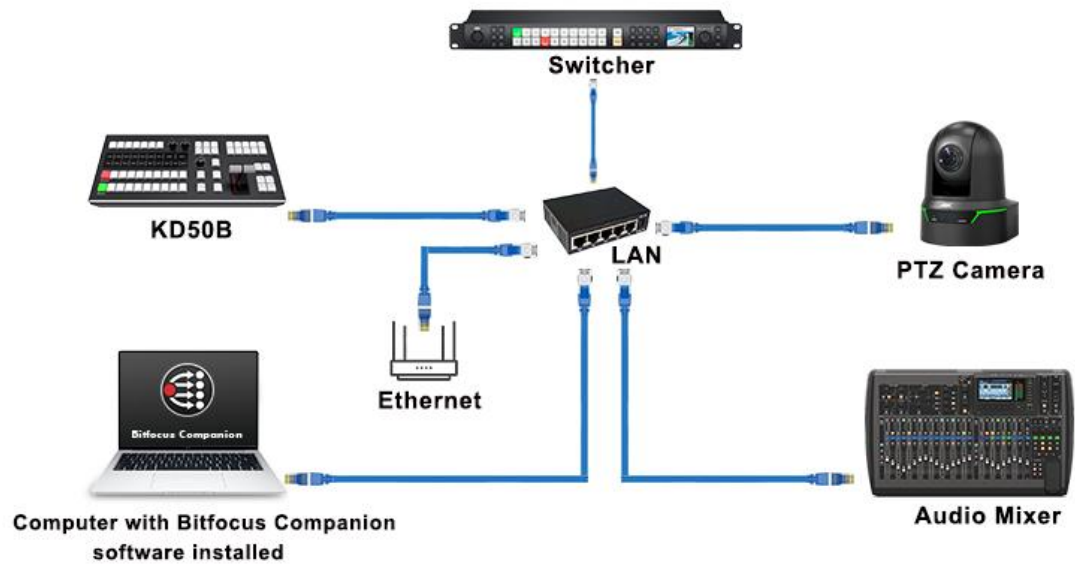 Switcher
KD50B
LAN
PTZ Camera
Ethernet
Bitfocus Companion
Audio Mixer
Computer with Bitfocus Companion
software installed